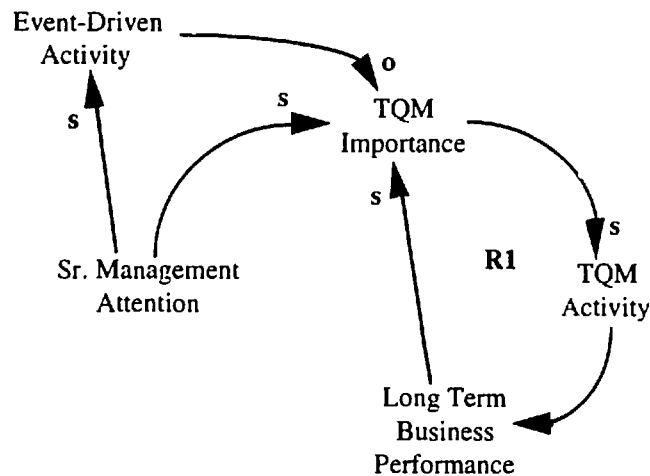 Event-Driven
Activity
o
s
s
TQM
Importance
s
s
R1
Sr. Management
Attention
TQM
Activity
Long Term
Business
Performance